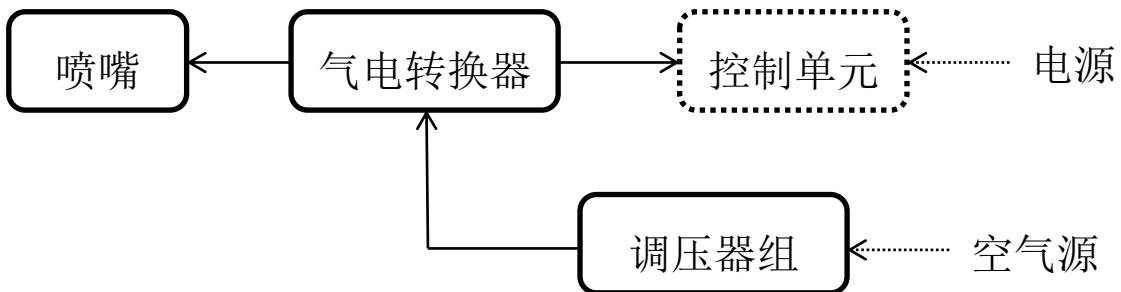 喷嘴
气电转换器
控制单元
电源
调压器组
空气源